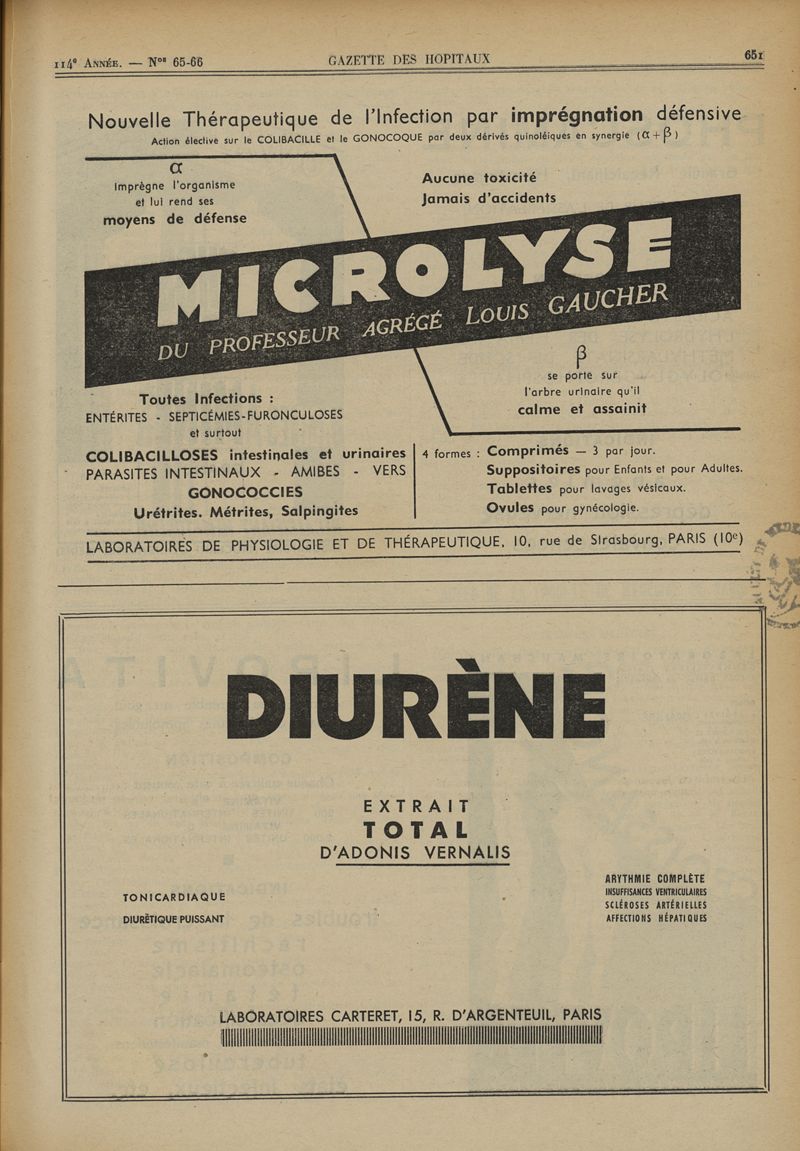 114e ANNÉE. — Nos 65-66
GAZETTE DES HOPITAUX
651
Nouvelle Thérapeutique de l'Infection par imprégnation défensive
Action élective sur le COLIBACILLE et le GONOCOQUE par deux dérivés quinoléiques en synergie (α + β)
α
imprègne l'organisme
et lui rend ses
moyens de défense
Aucune toxicité
Jamais d'accidents
MICROLYSE
DU PROFESSEUR AGRÉGÉ LOUIS GAUCHER
β
se porte sur
l'arbre urinaire qu'il
calme et assainit
Toutes Infections :
ENTÉRITES - SEPTICÉMIES-FURONCULOSES
et surtout
COLIBACILLOSES intestinales et urinaires
PARASITES INTESTINAUX - AMIBES - VERS
GONOCOCCIES
Urétrites. Métrites, Salpingites
4 formes : Comprimés — 3 par jour.
Suppositoires pour Enfants et pour Adultes.
Tablettes pour lavages vésicaux.
Ovules pour gynécologie.
LABORATOIRES DE PHYSIOLOGIE ET DE THÉRAPEUTIQUE, 10, rue de Strasbourg, PARIS (10e)
DIURÈNE
EXTRAIT
TOTAL
D'ADONIS VERNALIS
TONICARDIAQUE
DIURÉTIQUE PUISSANT
ARYTHMIE COMPLÈTE
INSUFFISANCES VENTRICULAIRES
SCLÉROSES ARTÉRIELLES
AFFECTIONS HÉPATIQUES
LABORATOIRES CARTERET, 15, R. D'ARGENTEUIL, PARIS